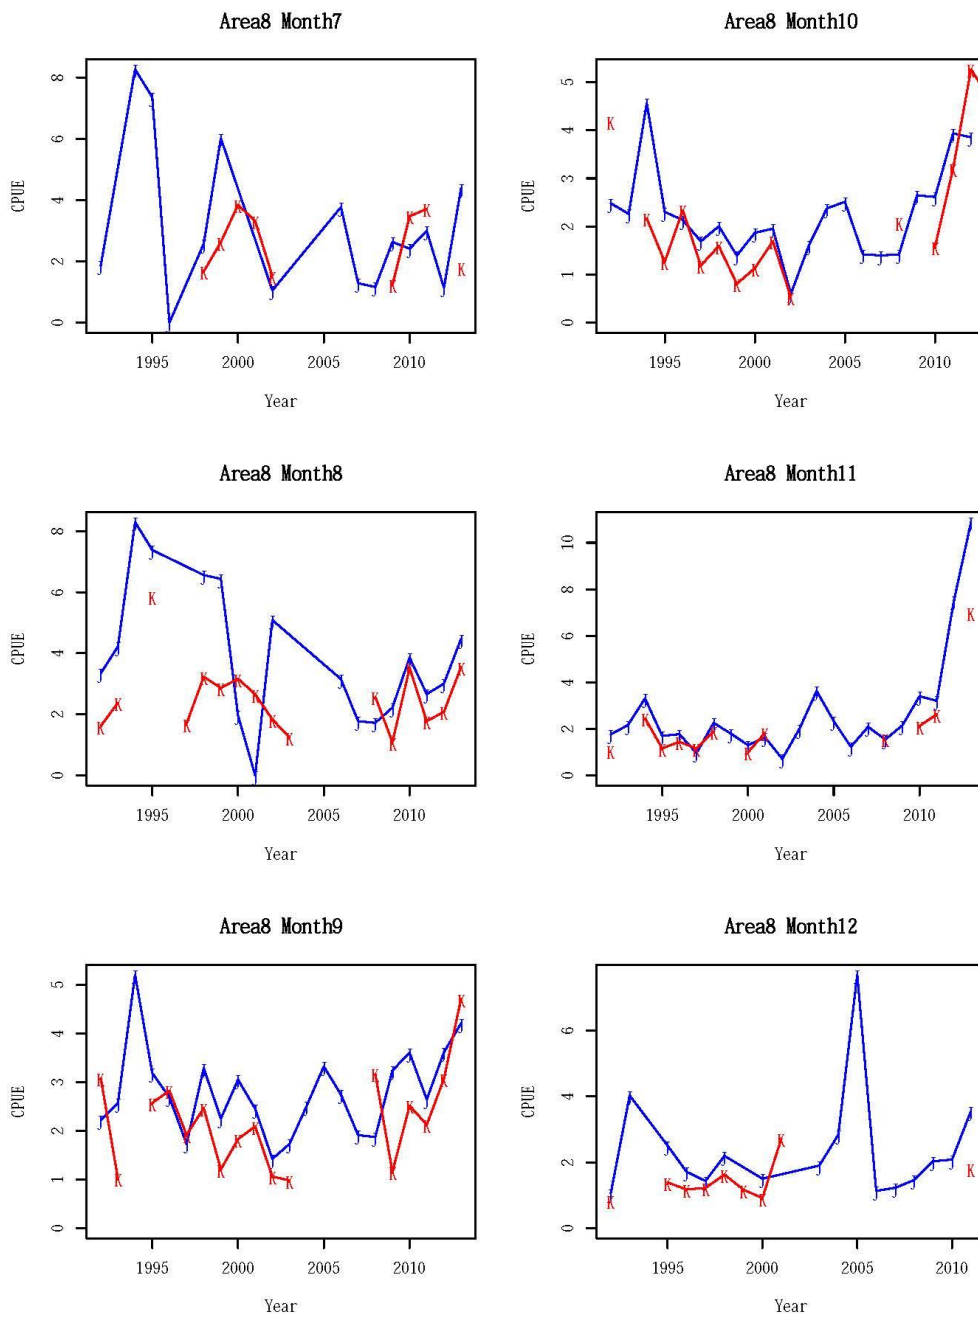 Area8 Month7
CPUE
8
6
4
2
0
1995 2000 2005 2010
Year
Area8 Month10
CPUE
5
4
3
2
1
0
1995 2000 2005 2010
Year
Area8 Month8
CPUE
8
6
4
2
0
1995 2000 2005 2010
Year
Area8 Month11
CPUE
10
8
6
4
2
0
1995 2000 2005 2010
Year
Area8 Month9
CPUE
5
4
3
2
1
0
1995 2000 2005 2010
Year
Area8 Month12
CPUE
6
4
2
0
1995 2000 2005 2010
Year